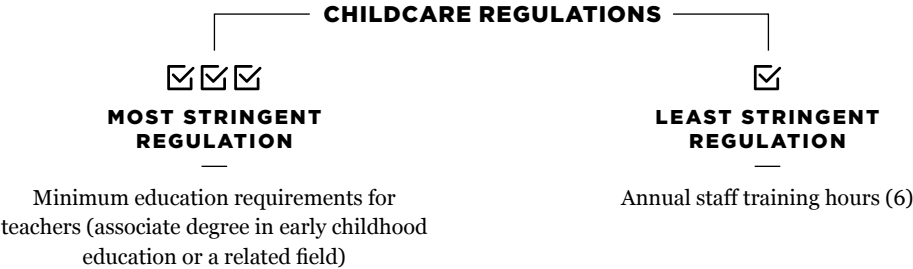 CHILDCARE REGULATIONS
MOST STRINGENT
REGULATION
Minimum education requirements for
teachers (associate degree in early childhood
education or a related field)
LEAST STRINGENT
REGULATION
Annual staff training hours (6)